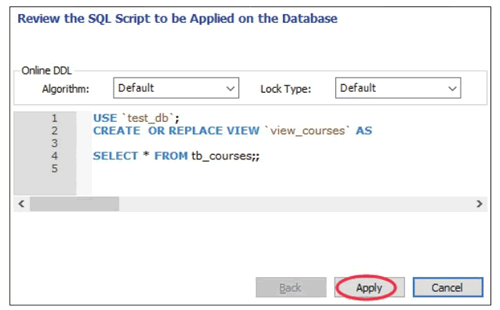 Review the SQL Script to be Applied on the Database
Online DDL
Algorithm: Default Lock Type: Default
1 USE `test_db`;
2 CREATE OR REPLACE VIEW `view_courses` AS
3
4 SELECT * FROM tb_courses;;
5
Back Apply Cancel